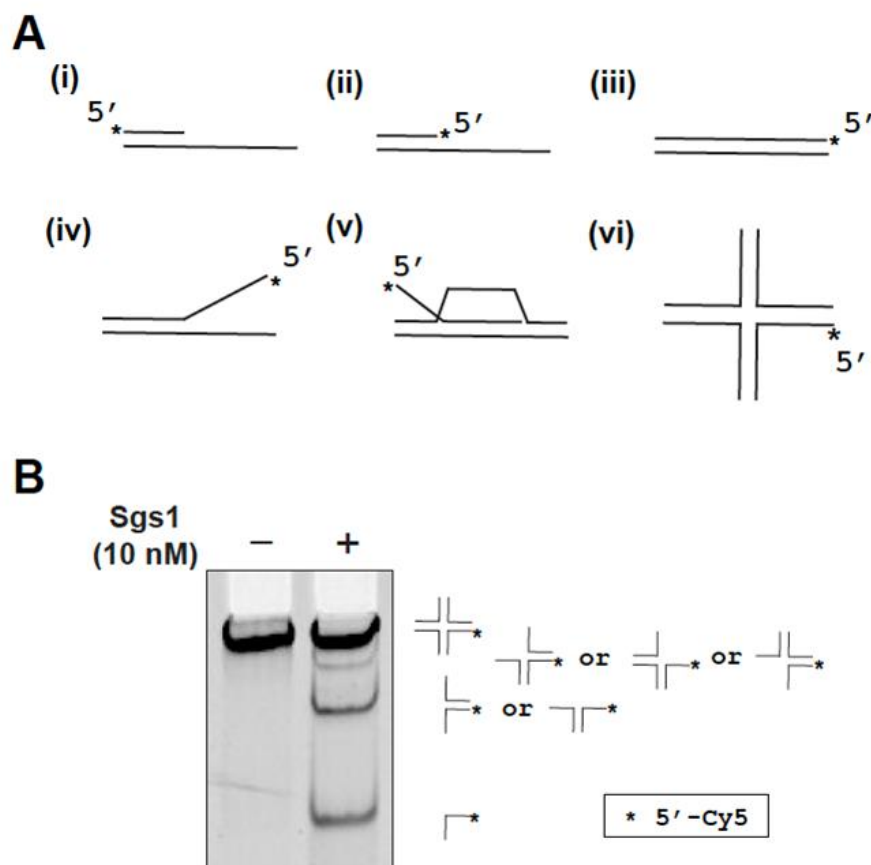 A
(i) (ii) (iii)
5' * * 5' * 5'
(iv) (v) (vi)
5' * 5' * * 5'
B
Sgs1
(10 nM) − +
*
* or * or *
* or *
*
* 5'-Cy5